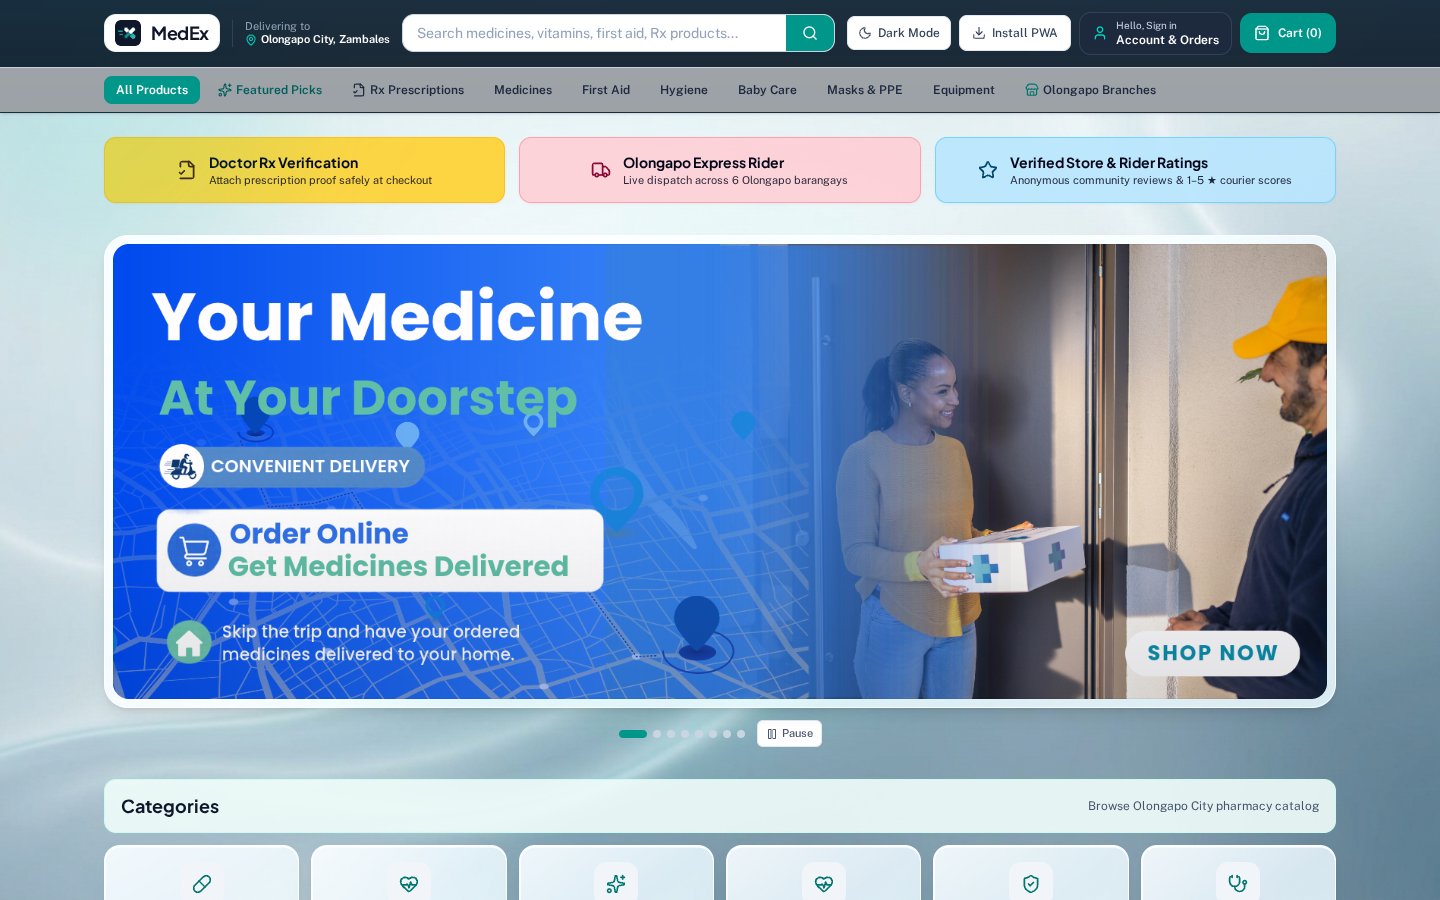 MedEx
Delivering to
Olongapo City, Zambales
Search medicines, vitamins, first aid, Rx products...
Dark Mode
Install PWA
Hello, Sign in
Account & Orders
Cart (0)
All Products
Featured Picks
Rx Prescriptions
Medicines
First Aid
Hygiene
Baby Care
Masks & PPE
Equipment
Olongapo Branches
Doctor Rx Verification
Attach prescription proof safely at checkout
Olongapo Express Rider
Live dispatch across 6 Olongapo barangays
Verified Store & Rider Ratings
Anonymous community reviews & 1–5 ★ courier scores
Your Medicine
At Your Doorstep
CONVENIENT DELIVERY
Order Online
Get Medicines Delivered
Skip the trip and have your ordered
medicines delivered to your home.
SHOP NOW
Pause
Categories
Browse Olongapo City pharmacy catalog